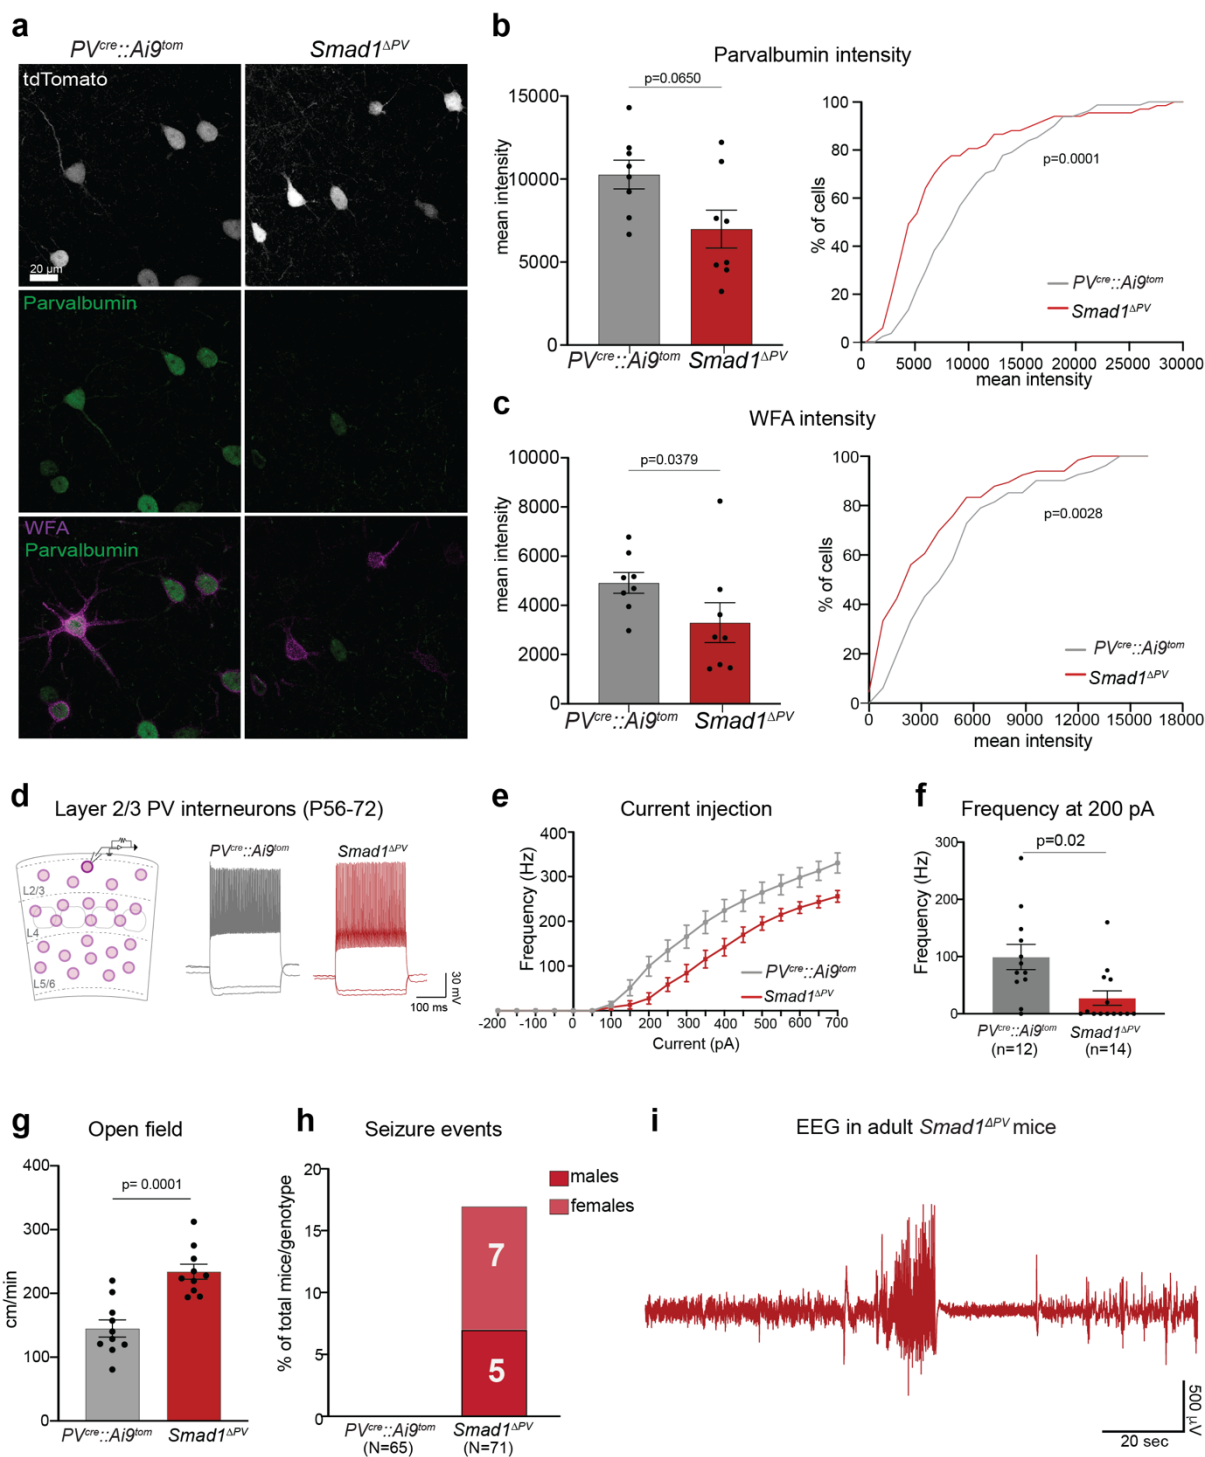 a
PVcre::Ai9tom
Smad1ΔPV
tdTomato
20 µm
Parvalbumin
WFA
Parvalbumin
b
Parvalbumin intensity
p=0.0650
mean intensity
15000
10000
5000
0
PVcre::Ai9tom
Smad1ΔPV
% of cells
100
80
60
40
20
0
p=0.0001
PVcre::Ai9tom
Smad1ΔPV
0 5000 10000 15000 20000 25000 30000
mean intensity
c
WFA intensity
p=0.0379
mean intensity
10000
8000
6000
4000
2000
0
PVcre::Ai9tom
Smad1ΔPV
% of cells
100
80
60
40
20
0
p=0.0028
PVcre::Ai9tom
Smad1ΔPV
0 3000 6000 9000 12000 15000 18000
mean intensity
d
Layer 2/3 PV interneurons (P56-72)
L2/3
L4
L5/6
PVcre::Ai9tom
Smad1ΔPV
30 mV
100 ms
e
Current injection
Frequency (Hz)
400
300
200
100
PVcre::Ai9tom
Smad1ΔPV
-200 -100 0 100 200 300 400 500 600 700
Current (pA)
f
Frequency at 200 pA
p=0.02
Frequency (Hz)
300
200
100
0
PVcre::Ai9tom
(n=12)
Smad1ΔPV
(n=14)
g
Open field
p= 0.0001
cm/min
400
300
200
100
0
PVcre::Ai9tom
Smad1ΔPV
h
Seizure events
% of total mice/genotype
20
15
10
5
0
7
5
males
females
PVcre::Ai9tom
(N=65)
Smad1ΔPV
(N=71)
i
EEG in adult Smad1ΔPV mice
500 µV
20 sec